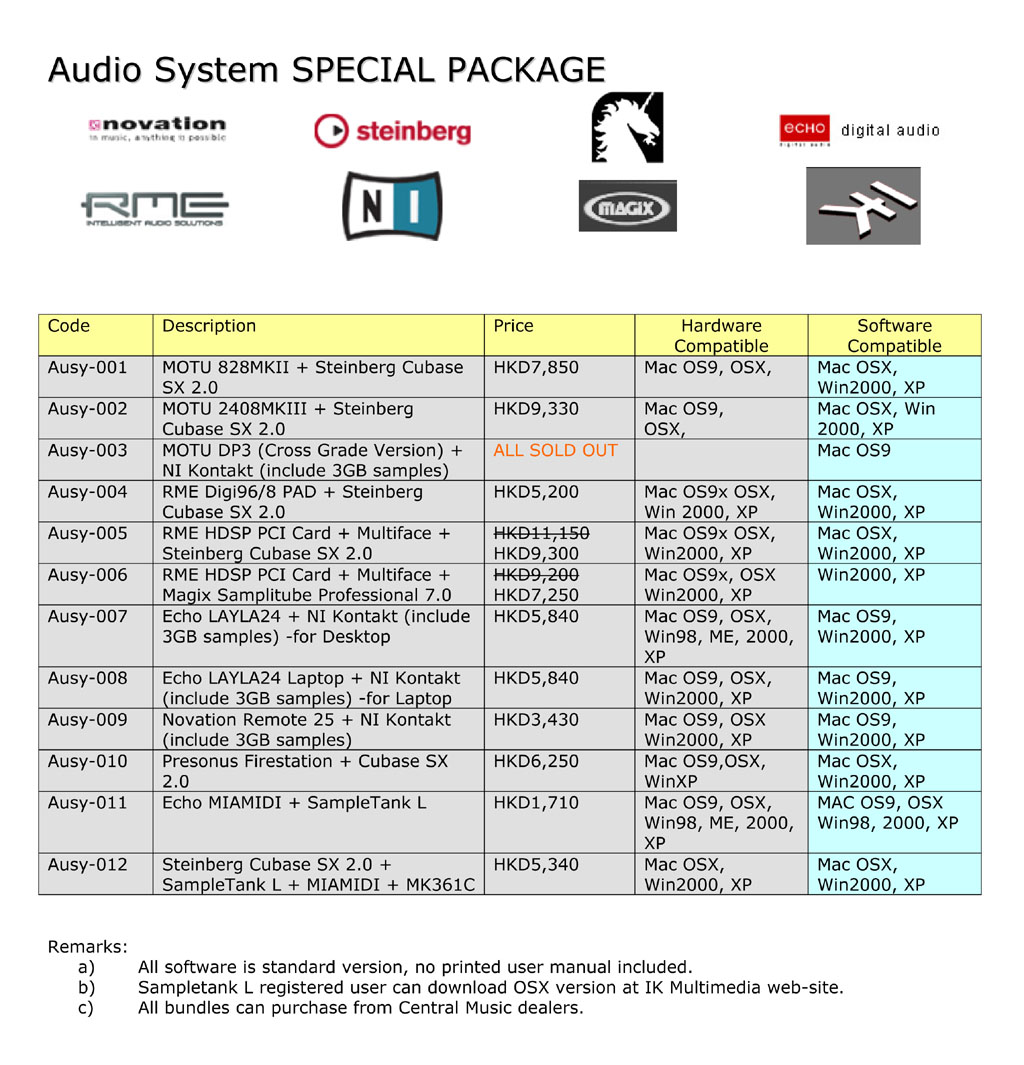 Audio System SPECIAL PACKAGE
novation
in music, anything is possible
steinberg
echo
digital audio
digital audio
RME
INTELLIGENT AUDIO SOLUTIONS
N I
MAGIX
Code Description Price Hardware Software
Compatible Compatible
Ausy-001 MOTU 828MKII + Steinberg Cubase HKD7,850 Mac OS9, OSX, Mac OSX,
SX 2.0 Win2000, XP
Ausy-002 MOTU 2408MKIII + Steinberg HKD9,330 Mac OS9, Mac OSX, Win
Cubase SX 2.0 OSX, 2000, XP
Ausy-003 MOTU DP3 (Cross Grade Version) + ALL SOLD OUT Mac OS9
NI Kontakt (include 3GB samples)
Ausy-004 RME Digi96/8 PAD + Steinberg HKD5,200 Mac OS9x OSX, Mac OSX,
Cubase SX 2.0 Win 2000, XP Win2000, XP
Ausy-005 RME HDSP PCI Card + Multiface + HKD11,150 Mac OS9x OSX, Mac OSX,
Steinberg Cubase SX 2.0 HKD9,300 Win2000, XP Win2000, XP
Ausy-006 RME HDSP PCI Card + Multiface + HKD9,200 Mac OS9x, OSX Win2000, XP
Magix Samplitube Professional 7.0 HKD7,250 Win2000, XP
Ausy-007 Echo LAYLA24 + NI Kontakt (include HKD5,840 Mac OS9, OSX, Mac OS9,
3GB samples) -for Desktop Win98, ME, 2000, Win2000, XP
XP
Ausy-008 Echo LAYLA24 Laptop + NI Kontakt HKD5,840 Mac OS9, OSX, Mac OS9,
(include 3GB samples) -for Laptop Win2000, XP Win2000, XP
Ausy-009 Novation Remote 25 + NI Kontakt HKD3,430 Mac OS9, OSX Mac OS9,
(include 3GB samples) Win2000, XP Win2000, XP
Ausy-010 Presonus Firestation + Cubase SX HKD6,250 Mac OS9,OSX, Mac OSX,
2.0 WinXP Win2000, XP
Ausy-011 Echo MIAMIDI + SampleTank L HKD1,710 Mac OS9, OSX, MAC OS9, OSX
Win98, ME, 2000, Win98, 2000, XP
XP
Ausy-012 Steinberg Cubase SX 2.0 + HKD5,340 Mac OSX, Mac OSX,
SampleTank L + MIAMIDI + MK361C Win2000, XP Win2000, XP
Remarks:
a) All software is standard version, no printed user manual included.
b) Sampletank L registered user can download OSX version at IK Multimedia web-site.
c) All bundles can purchase from Central Music dealers.